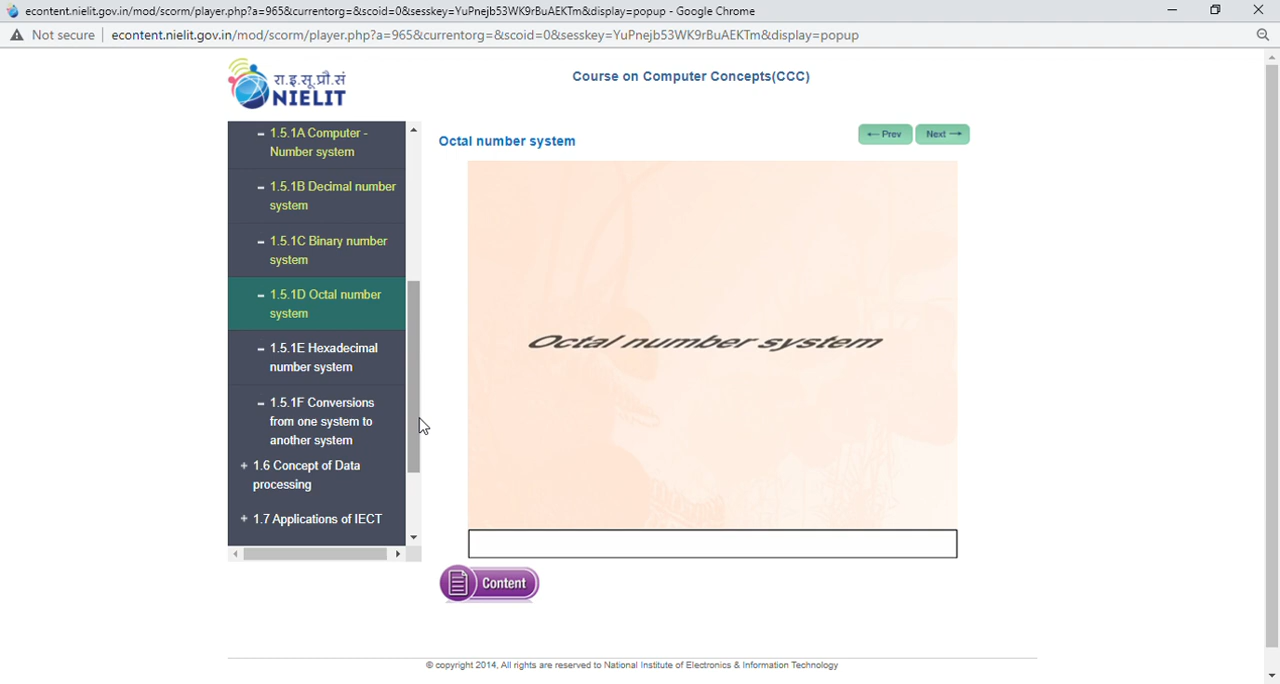 econtent.nielit.gov.in/mod/scorm/player.php?a=965&currentorg=&scoid=0&sesskey=YuPnejb53WK9rBuAEKTm&display=popup - Google Chrome
Not secure
econtent.nielit.gov.in/mod/scorm/player.php?a=965&currentorg=&scoid=0&sesskey=YuPnejb53WK9rBuAEKTm&display=popup
रा.इ.सू.प्रौ.सं
NIELIT
Course on Computer Concepts(CCC)
1.5.1A Computer -
Number system
1.5.1B Decimal number
system
1.5.1C Binary number
system
1.5.1D Octal number
system
1.5.1E Hexadecimal
number system
1.5.1F Conversions
from one system to
another system
+ 1.6 Concept of Data
processing
+ 1.7 Applications of IECT
Octal number system
← Prev
Next →
Octal number system
Content
© copyright 2014, All rights are reserved to National Institute of Electronics & Information Technology